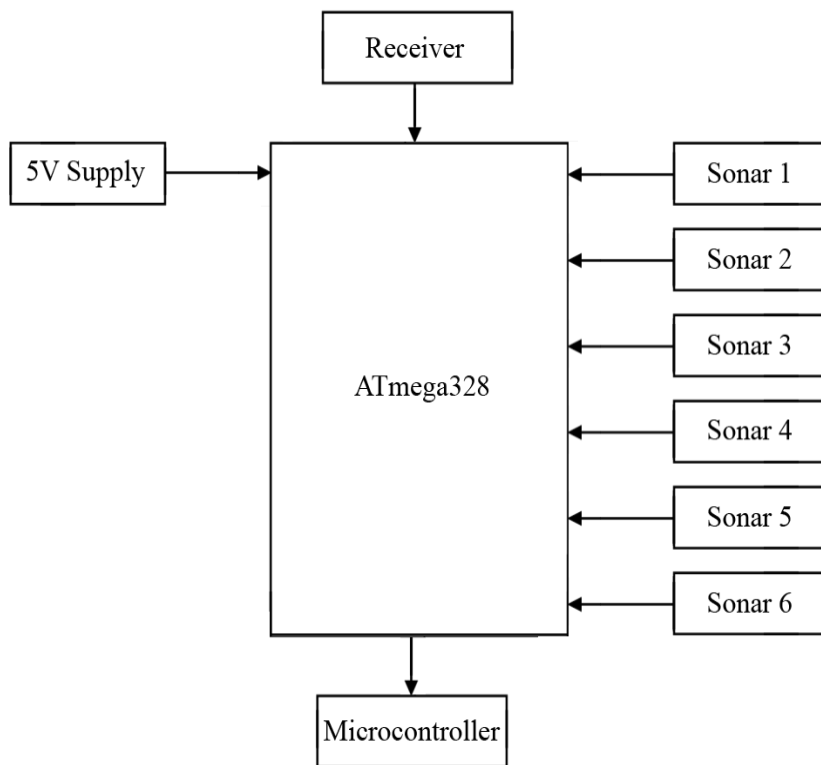 Receiver
5V Supply
Sonar 1
Sonar 2
Sonar 3
ATmega328
Sonar 4
Sonar 5
Sonar 6
Microcontroller